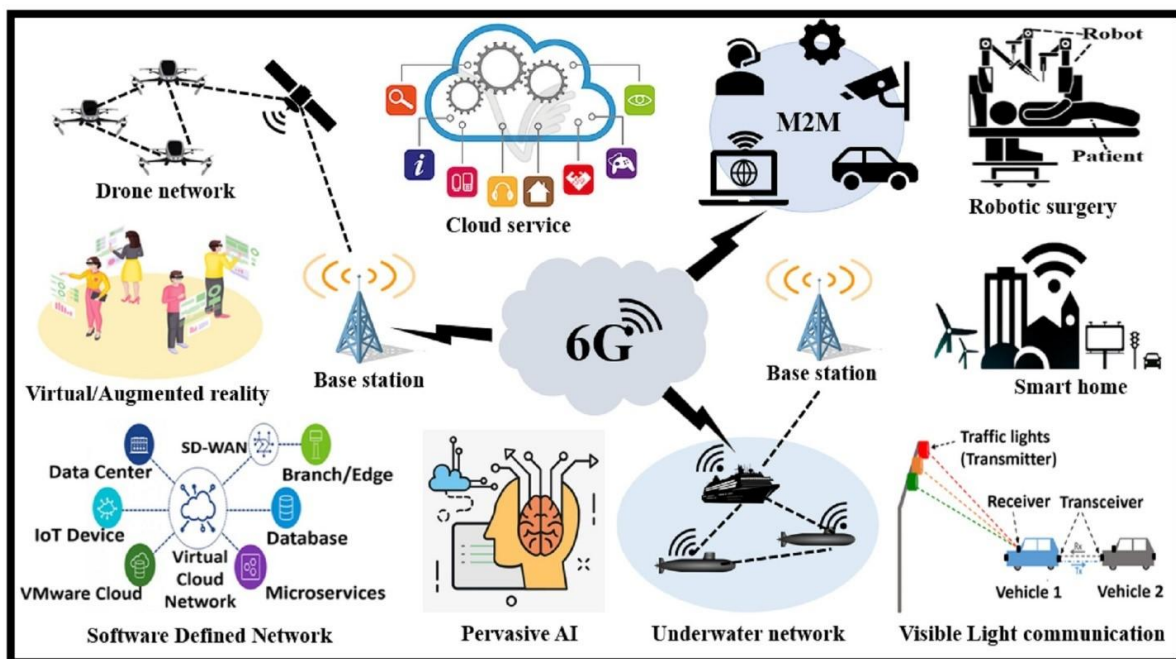 Drone network
Cloud service
i
M2M
Robot
Patient
Robotic surgery
Virtual/Augmented reality
Base station
6G
Base station
Smart home
SD-WAN
Data Center
Branch/Edge
IoT Device
Database
Virtual
Cloud
Network
VMware Cloud
Microservices
Software Defined Network
Pervasive AI
Underwater network
Traffic lights
(Transmitter)
Receiver
Transceiver
Rx
Tx
Vehicle 1
Vehicle 2
Visible Light communication